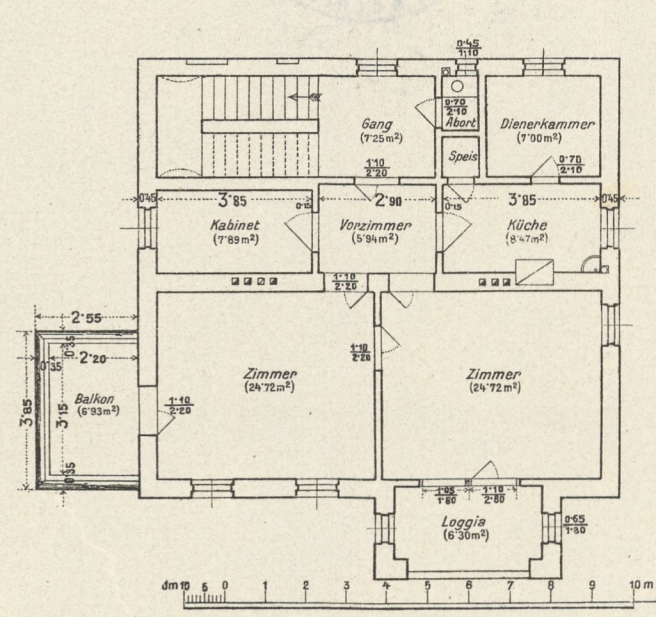 0·45
1·10
Gang
(7·25m²)
0·70
2·10
Abort
Dienerkammer
(7·00m²)
Speis
1·10
2·20
0·70
2·10
0·45
3·85
0·15
2·90
0·15
3·85
0·45
Kabinet
(7·89m²)
Vorzimmer
(5·94m²)
Küche
(8·47m²)
1·10
2·20
2·55
0·35
2·20
0·35
1·10
2·20
Zimmer
(24·72m²)
Zimmer
(24·72m²)
Balkon
(6·93m²)
3·85
3·15
1·10
2·20
0·35
1·05
1·80
1·10
2·80
Loggia
(6·30m²)
0·65
1·30
dm10 5 0 1 2 3 4 5 6 7 8 9 10 m